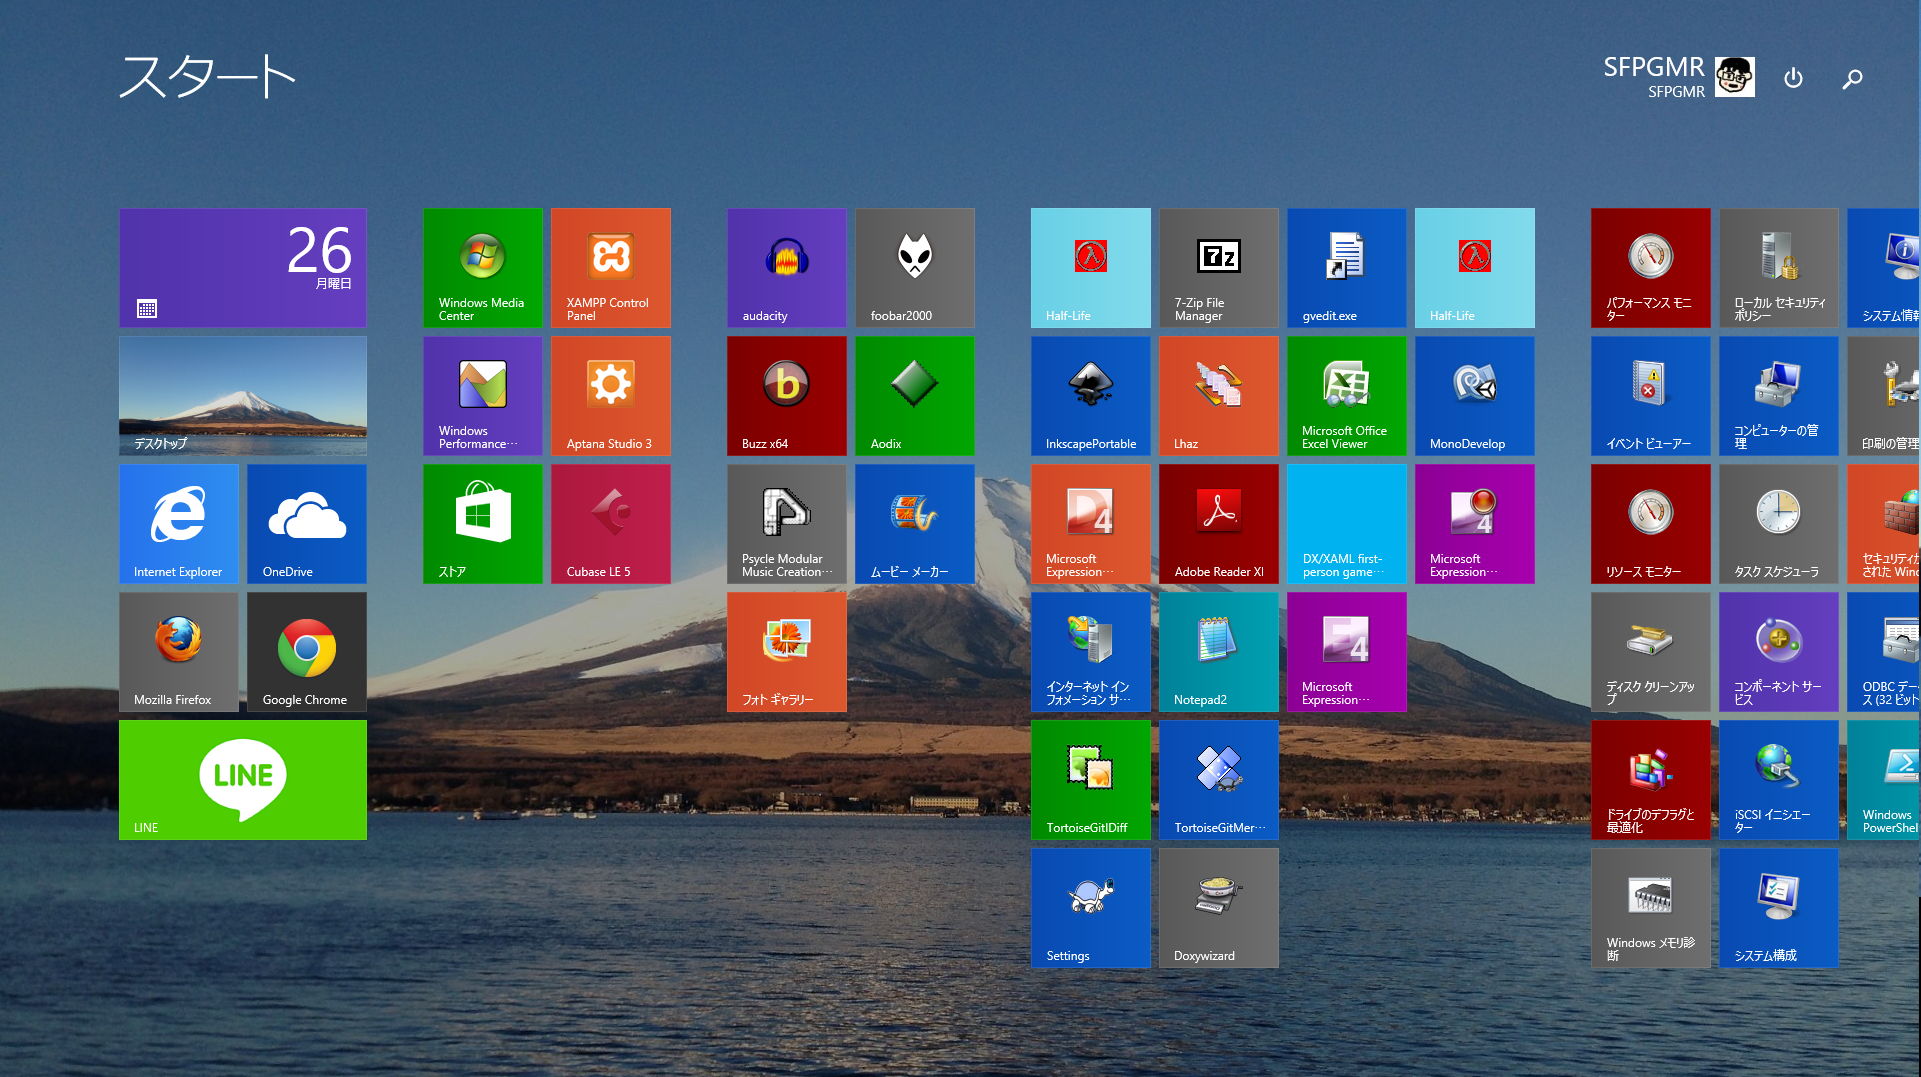 スタート
SFPGMR
SFPGMR
26
月曜日
デスクトップ
Internet Explorer
OneDrive
Mozilla Firefox
Google Chrome
LINE
LINE
Windows Media
Center
XAMPP Control
Panel
Windows
Performance…
Aptana Studio 3
ストア
Cubase LE 5
audacity
foobar2000
Buzz x64
Aodix
Psycle Modular
Music Creation…
ムービー メーカー
フォト ギャラリー
Half-Life
7z
7-Zip File
Manager
gvedit.exe
Half-Life
InkscapePortable
Lhaz
Microsoft Office
Excel Viewer
MonoDevelop
Microsoft
Expression…
Adobe Reader XI
DX/XAML first-
person game…
Microsoft
Expression…
インターネット イン
フォメーション サ…
Notepad2
Microsoft
Expression…
TortoiseGitIDiff
TortoiseGitMer…
Settings
Doxywizard
パフォーマンス モニ
ター
ローカル セキュリティ
ポリシー
システム情報
イベント ビューアー
コンピューターの管
理
印刷の管理
リソース モニター
タスク スケジューラ
セキュリティが
された Wind
ディスク クリーンアッ
プ
コンポーネント サー
ビス
ODBC デー
ス (32 ビット
ドライブのデフラグと
最適化
iSCSI イニシエー
ター
Windows
PowerShel
Windows メモリ診
断
システム構成